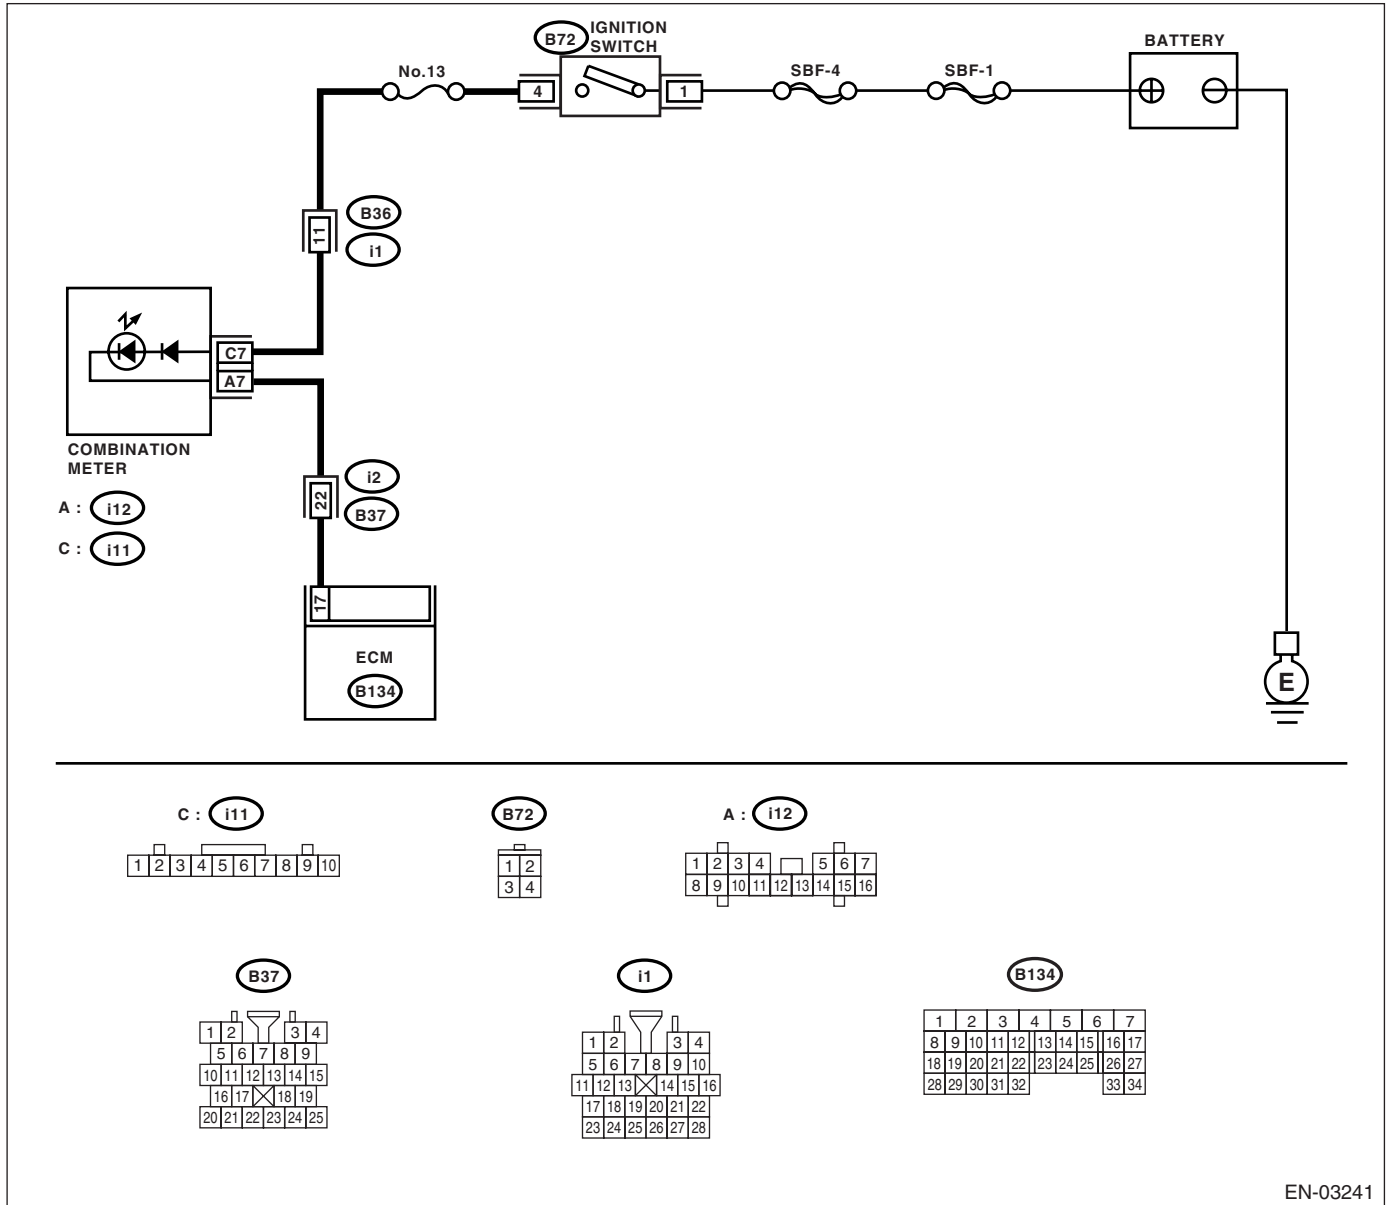 B72
IGNITION
SWITCH
BATTERY
No.13
SBF-4
SBF-1
4
1
11
B36
i1
C7
A7
COMBINATION
METER
A : i12
C : i11
22
i2
B37
17
ECM
B134
E
C : i11
1 2 3 4 5 6 7 8 9 10
B72
1 2
3 4
A : i12
1 2 3 4 5 6 7
8 9 10 11 12 13 14 15 16
B37
1 2 3 4
5 6 7 8 9
10 11 12 13 14 15
16 17 18 19
20 21 22 23 24 25
i1
1 2 3 4
5 6 7 8 9 10
11 12 13 14 15 16
17 18 19 20 21 22
23 24 25 26 27 28
B134
1 2 3 4 5 6 7
8 9 10 11 12 13 14 15 16 17
18 19 20 21 22 23 24 25 26 27
28 29 30 31 32 33 34
EN-03241